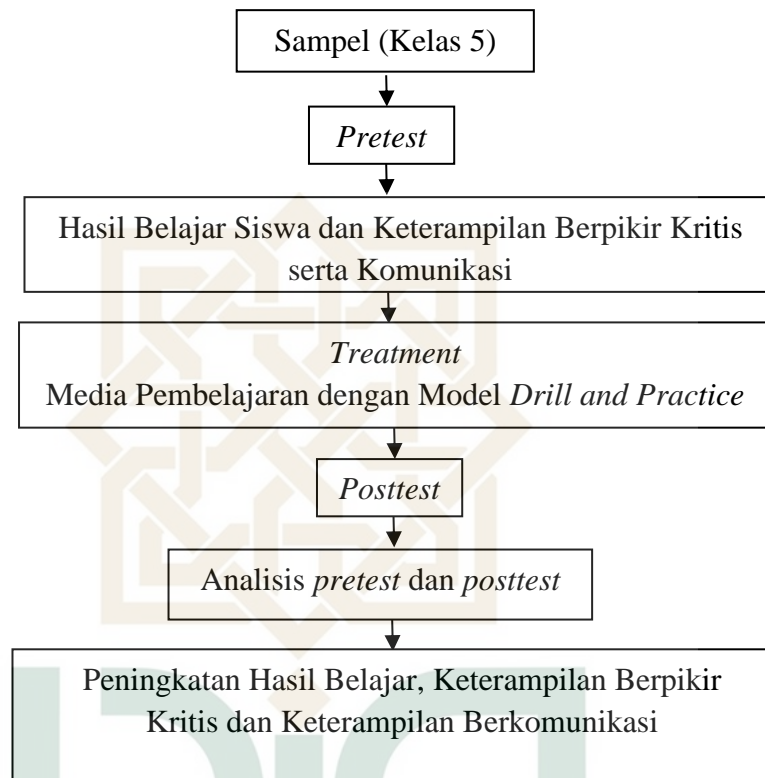 Sampel (Kelas 5)
Pretest
Hasil Belajar Siswa dan Keterampilan Berpikir Kritis
serta Komunikasi
Treatment
Media Pembelajaran dengan Model Drill and Practice
Posttest
Analisis pretest dan posttest
Peningkatan Hasil Belajar, Keterampilan Berpikir
Kritis dan Keterampilan Berkomunikasi